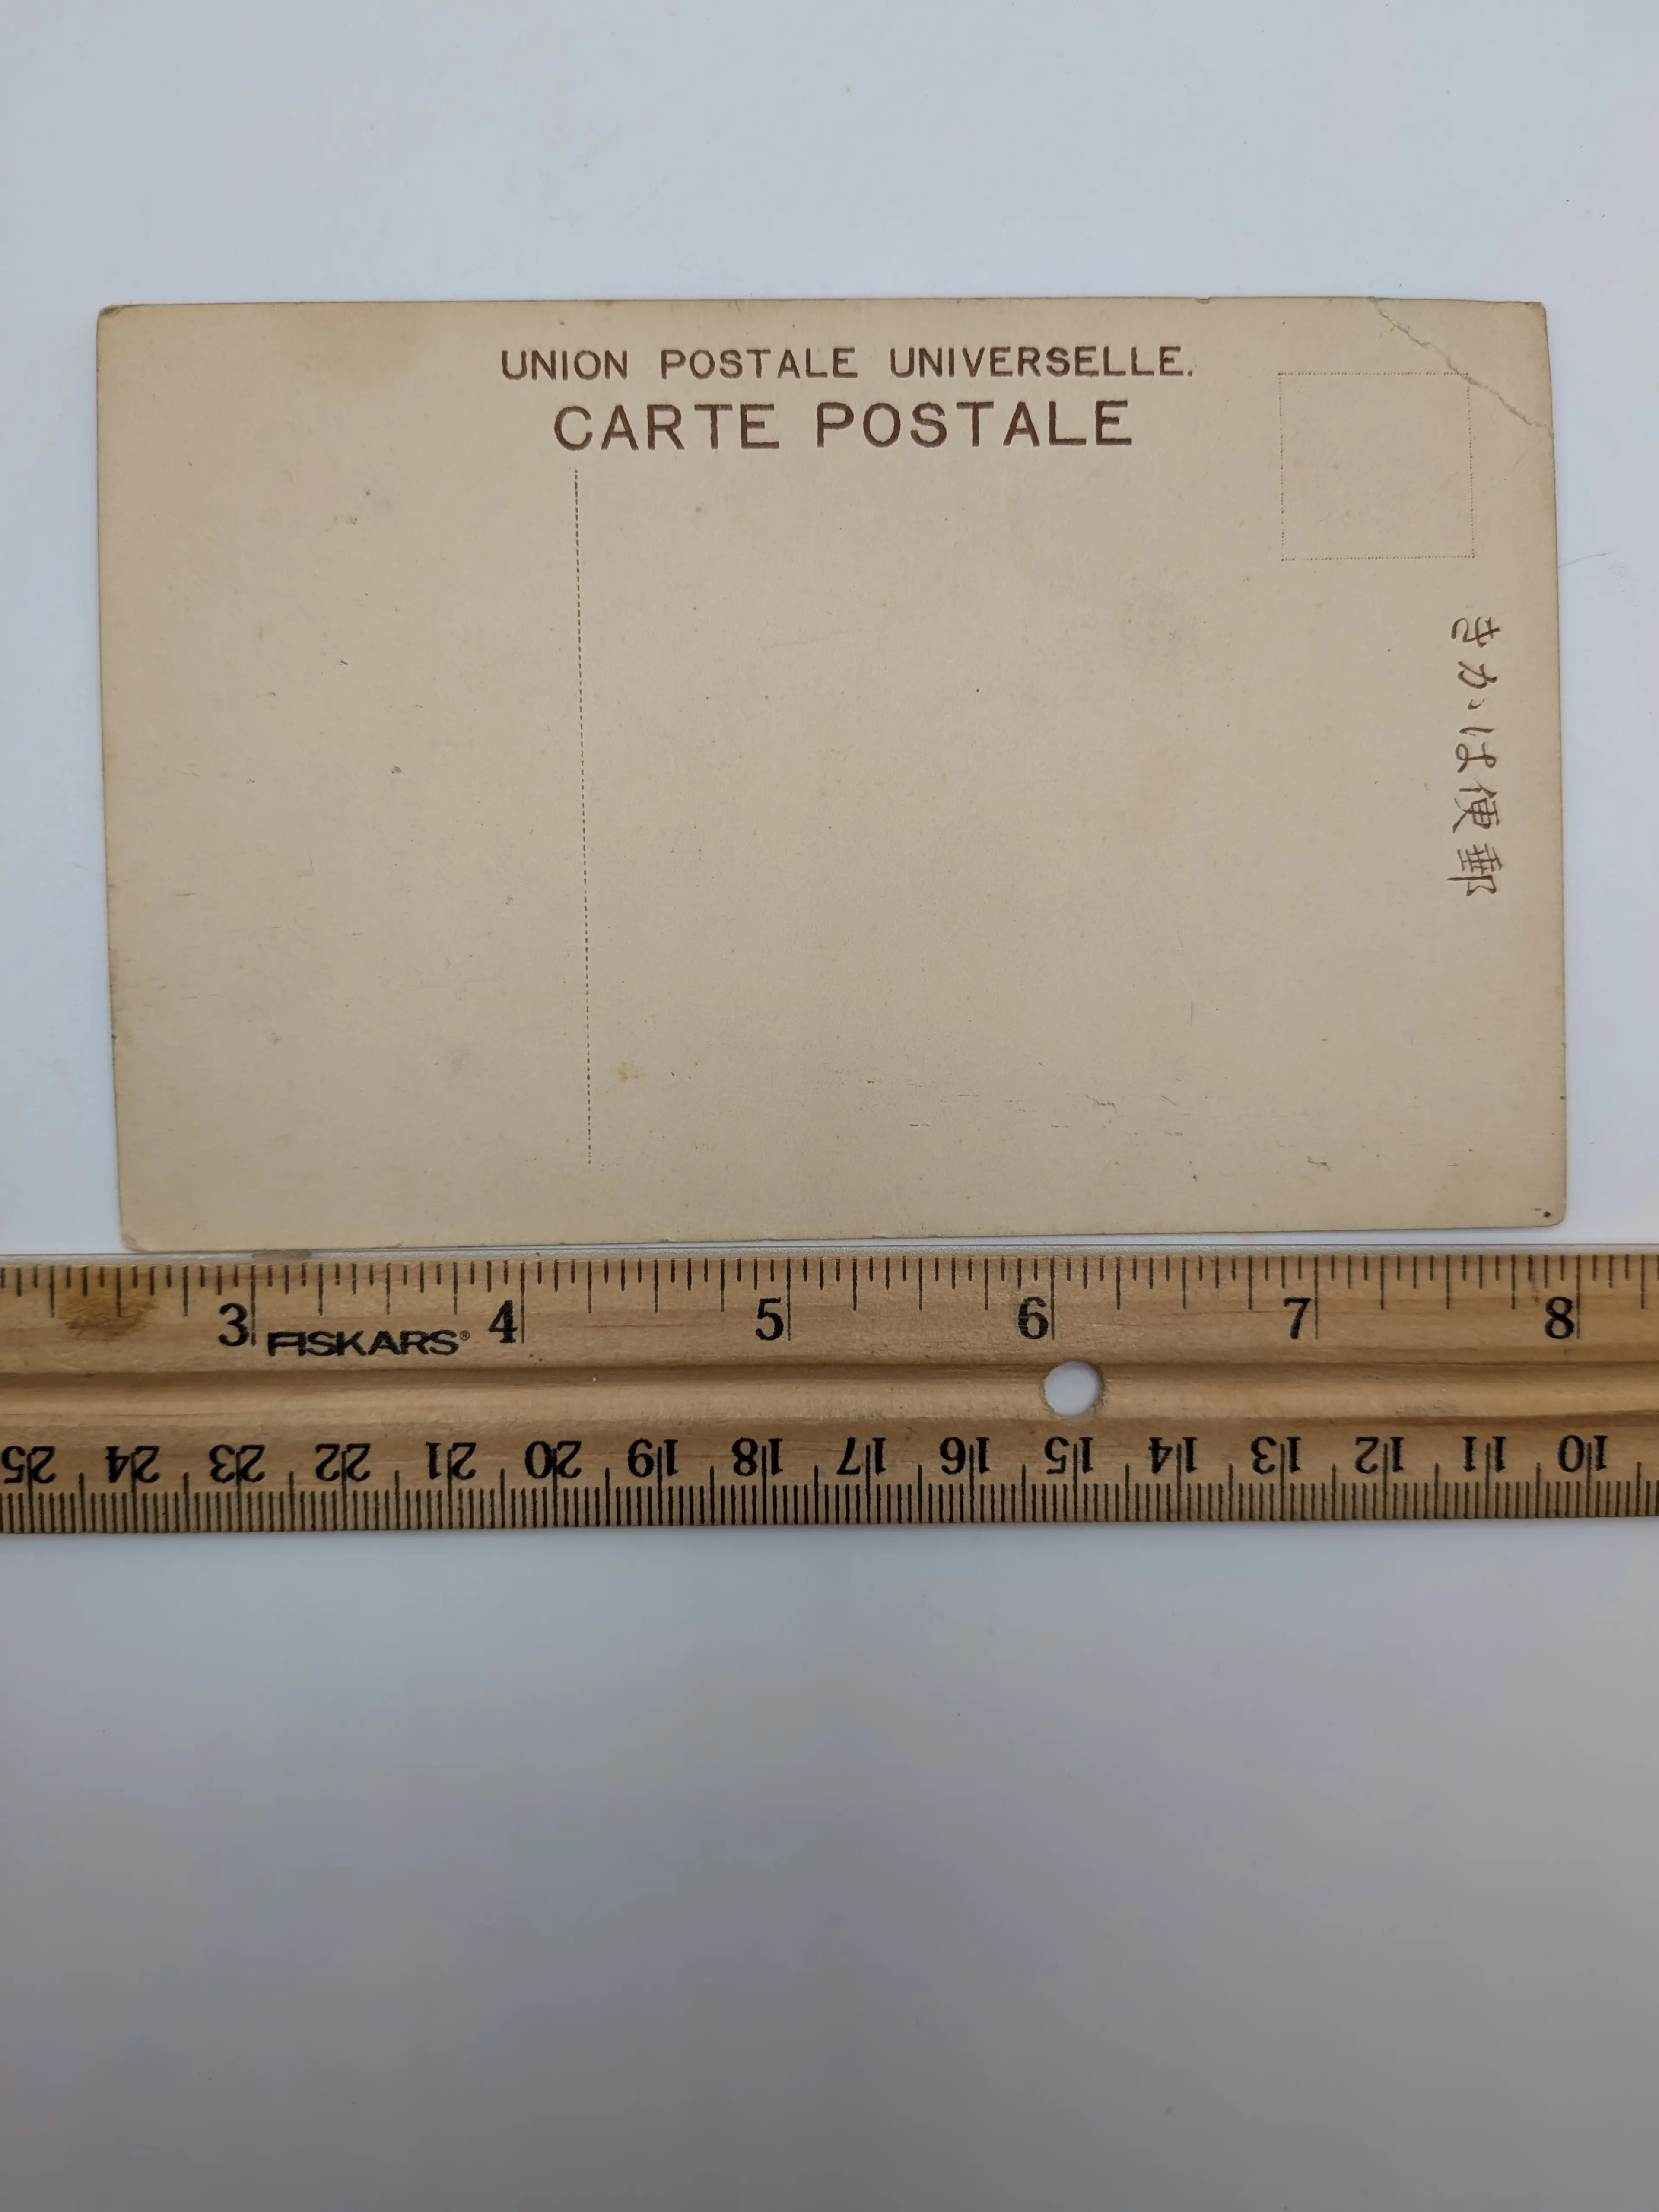 UNION POSTALE UNIVERSELLE.
CARTE POSTALE
きかは便郵
3 4 5 6 7 8
FISKARS®
25 24 23 22 21 20 19 18 17 16 15 14 13 12 11 10